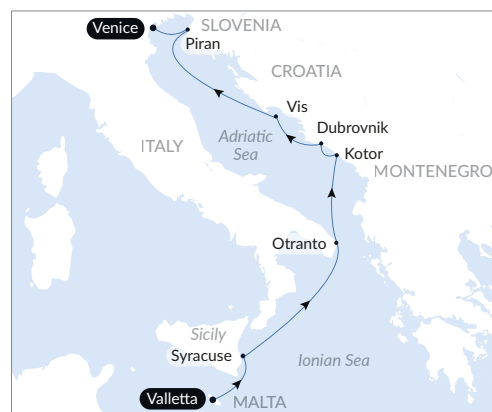 Venice
SLOVENIA
Piran
CROATIA
Vis
Dubrovnik
Adriatic
Sea
ITALY
Kotor
MONTENEGRO
Otranto
Sicily
Syracuse
Ionian Sea
Valletta
MALTA